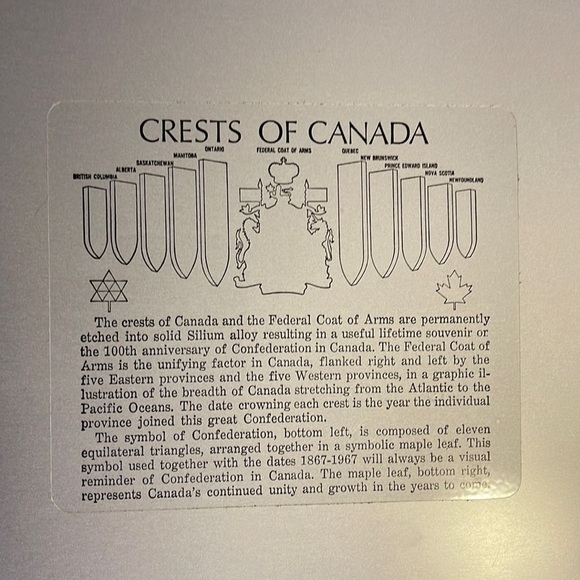 CRESTS OF CANADA
BRITISH COLUMBIA
ALBERTA
SASKATCHEWAN
MANITOBA
ONTARIO
FEDERAL COAT OF ARMS
QUEBEC
NEW BRUNSWICK
PRINCE EDWARD ISLAND
NOVA SCOTIA
NEWFOUNDLAND
The crests of Canada and the Federal Coat of Arms are permanently
etched into solid Silium alloy resulting in a useful lifetime souvenir or
the 100th anniversary of Confederation in Canada. The Federal Coat of
Arms is the unifying factor in Canada, flanked right and left by the
five Eastern provinces and the five Western provinces, in a graphic il-
lustration of the breadth of Canada stretching from the Atlantic to the
Pacific Oceans. The date crowning each crest is the year the individual
province joined this great Confederation.
The symbol of Confederation, bottom left, is composed of eleven
equilateral triangles, arranged together in a symbolic maple leaf. This
symbol used together with the dates 1867-1967 will always be a visual
reminder of Confederation in Canada. The maple leaf, bottom right,
represents Canada's continued unity and growth in the years to come.